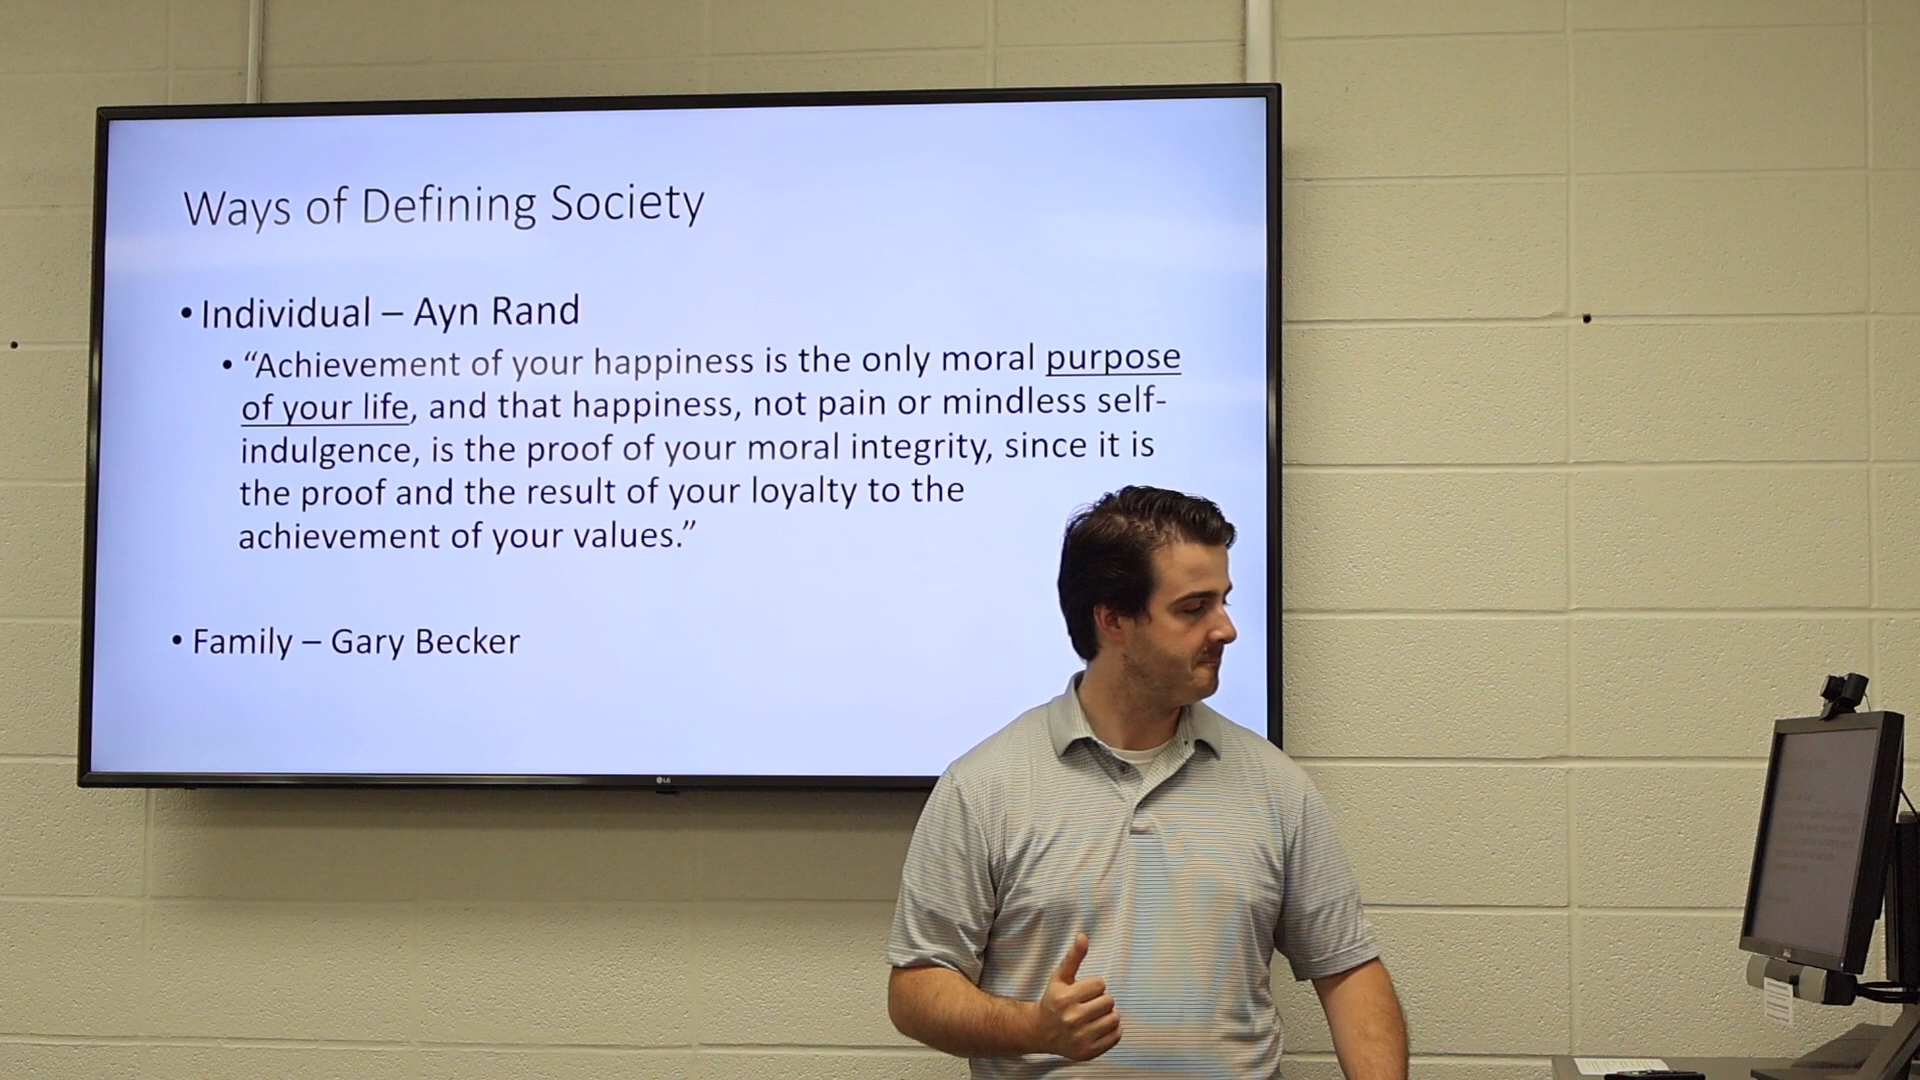 Ways of Defining Society
• Individual – Ayn Rand
• “Achievement of your happiness is the only moral purpose
of your life, and that happiness, not pain or mindless self-
indulgence, is the proof of your moral integrity, since it is
the proof and the result of your loyalty to the
achievement of your values.”
• Family – Gary Becker
LG